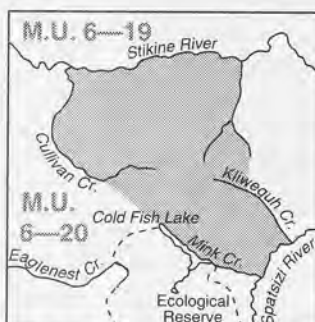 M.U. 6—19
Stikine River
Cullivan Cr.
Kliweguh Cr.
M.U.
6—20
Cold Fish Lake
Mink Cr.
Eaglenest Cr.
Spatsizi River
Ecological
Reserve